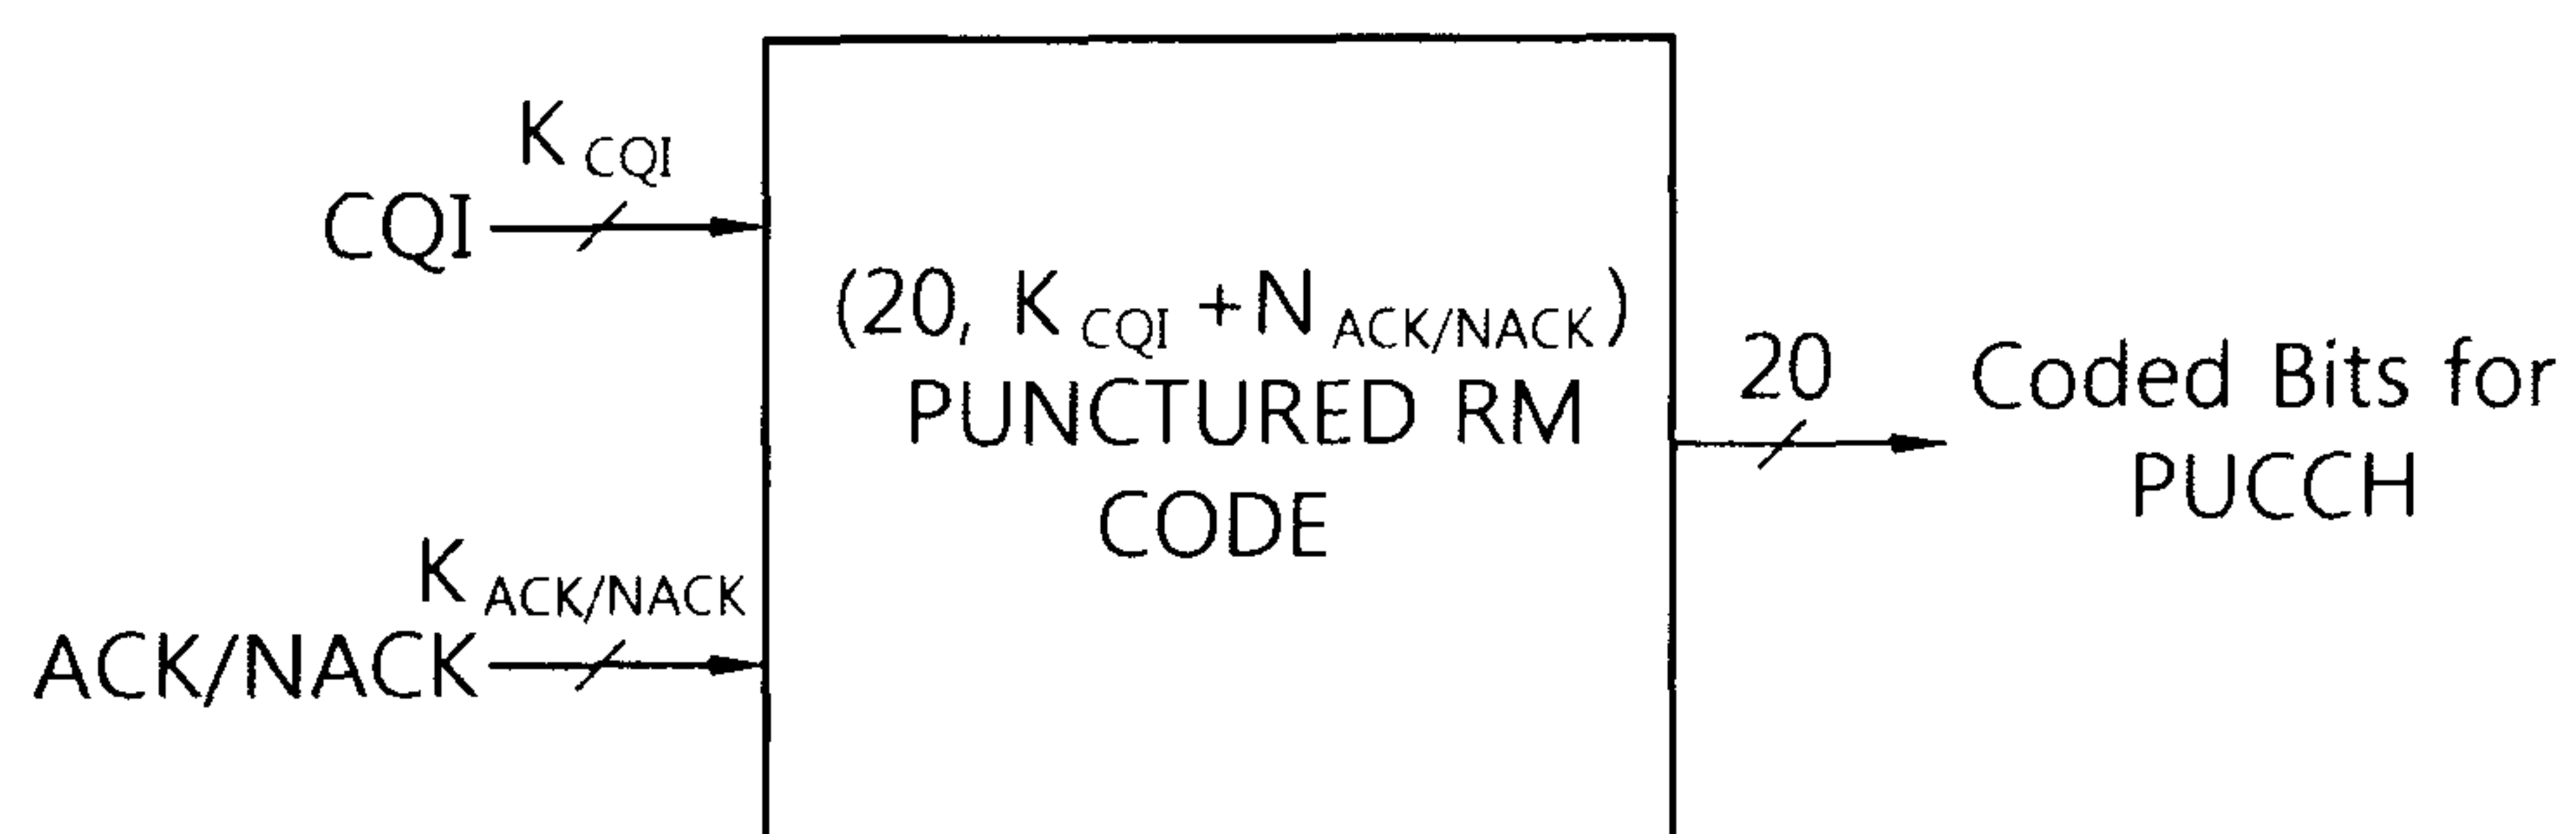 K CQI
CQI
(20, K CQI +N ACK/NACK)
PUNCTURED RM
CODE
20
Coded Bits for
PUCCH
K ACK/NACK
ACK/NACK